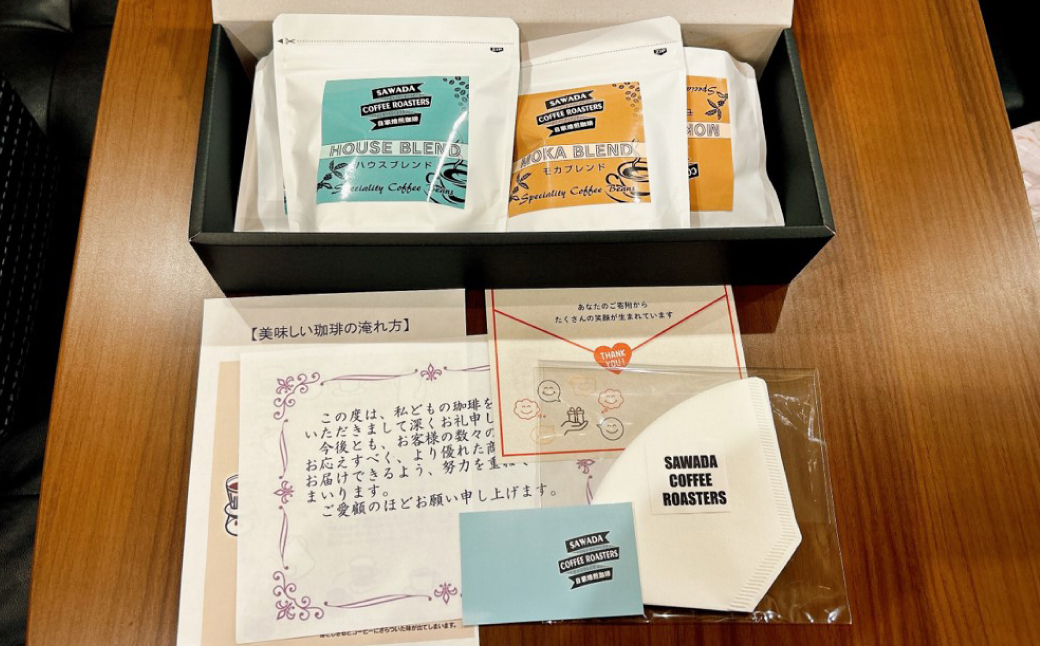 SAWADA
COFFEE ROASTERS
自家焙煎珈琲
HOUSE BLEND
ハウスブレンド
Speciality Coffee Beans
SAWADA
COFFEE ROASTERS
自家焙煎珈琲
MOKA BLEND
モカブレンド
Speciality Coffee Beans
【美味しい珈琲の淹れ方】
この度は、私どもの珈琲を
いただきまして深くお礼申し
今後とも、お客様の数々の
お応えすべく、より優れた商
お届けできるよう、努力を重ね
まいります。
ご愛顧のほどお願い申し上げます。
あなたのご寄附から
たくさんの笑顔が生まれています
THANK
YOU!
SAWADA
COFFEE
ROASTERS
SAWADA
COFFEE ROASTERS
自家焙煎珈琲